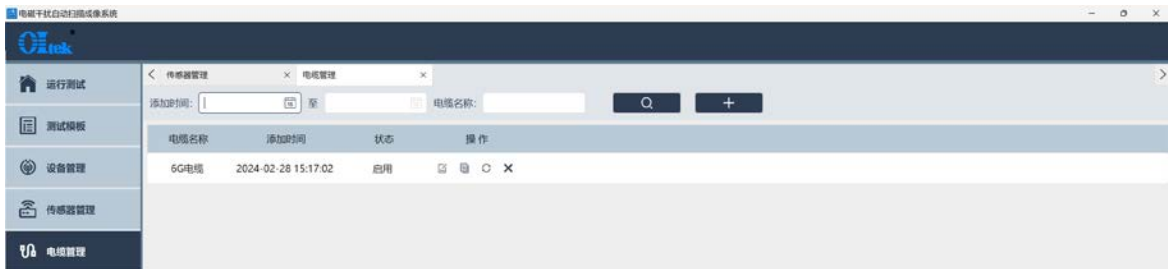 电磁干扰自动扫描成像系统
OItek
运行测试
测试模板
设备管理
传感器管理
电缆管理
传感器管理 电缆管理
添加时间: 至 电缆名称:
电缆名称 添加时间 状态 操作
6G电缆 2024-02-28 15:17:02 启用